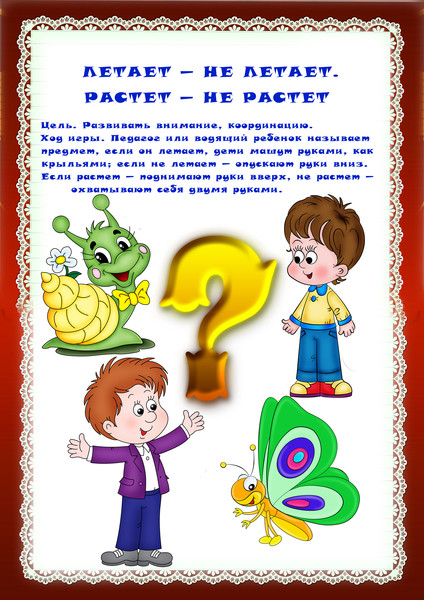 ЛЕТАЕТ – НЕ ЛЕТАЕТ.
РАСТЕТ – НЕ РАСТЕТ
Цель. Развивать внимание, координацию.
Ход игры. Педагог или водящий ребенок называет
предмет, если он летает, дети машут руками, как
крыльями; если не летает – опускают руки вниз.
Если растет – поднимают руки вверх, не растет –
охватывают себя двумя руками.